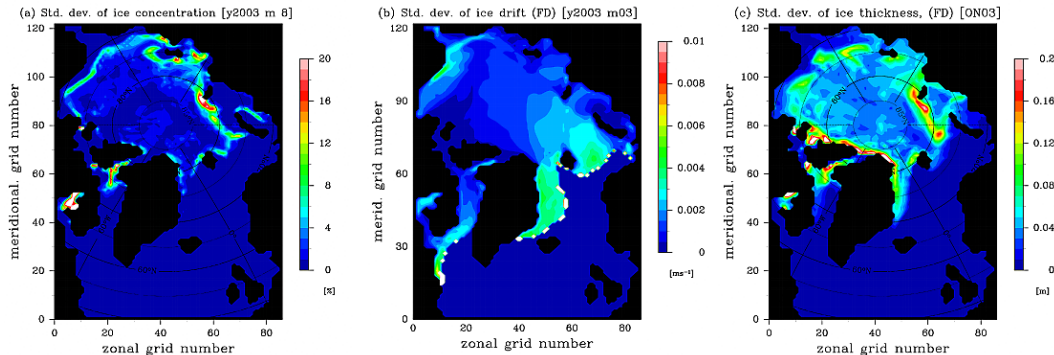 (a) Std. dev. of ice concentration [y2003 m 8]
(b) Std. dev. of ice drift (FD) [y2003 m03]
(c) Std. dev. of ice thickness, (FD) [ON03]
meridional grid number
120
100
80
60
40
20
0
0 20 40 60 80
zonal grid number
20
16
12
8
4
0
[%]
merid. grid number
120
90
60
30
0
0 20 40 60 80
zonal grid number
0.01
0.008
0.006
0.004
0.002
0
[ms⁻¹]
meridional. grid number
120
100
80
60
40
20
0
0 20 40 60 80
zonal grid number
0.2
0.16
0.12
0.08
0.04
0
[m]
80N